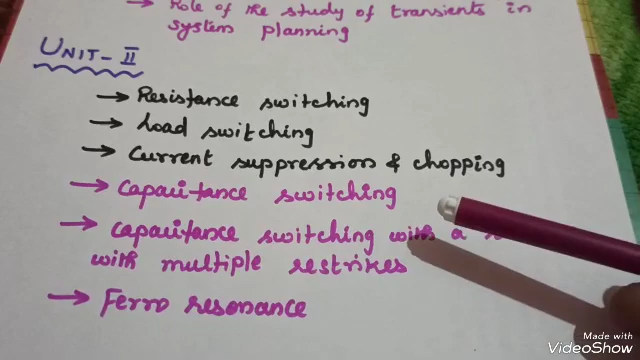 → Role of the study of transients in
system planning
UNIT-II
→ Resistance switching
→ Load switching
→ Current suppression & chopping
→ Capacitance switching
→ Capacitance switching with a
with multiple restrikes
→ Ferro resonance
Made with
VideoShow